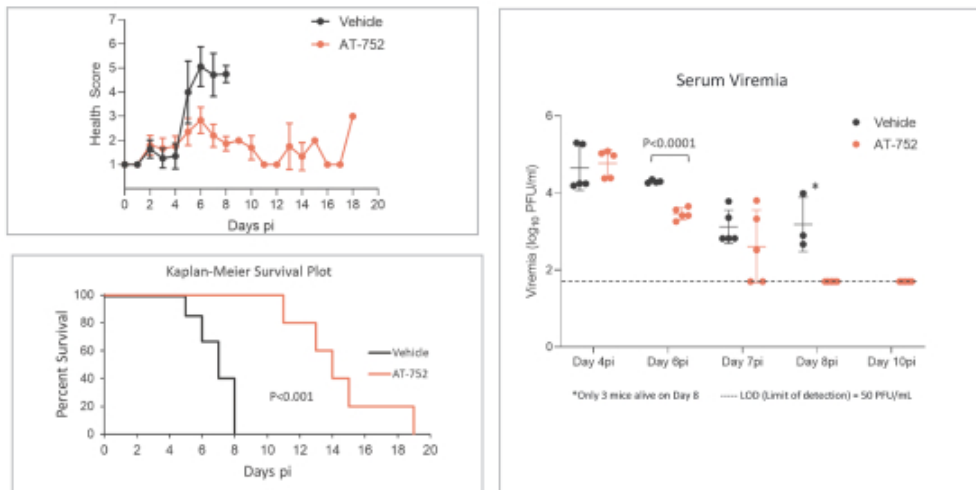 Vehicle
AT-752
Health Score
7
6
5
4
3
2
1
0 2 4 6 8 10 12 14 16 18 20
Days pi
Kaplan-Meier Survival Plot
Percent Survival
100
80
60
40
20
0
Vehicle
AT-752
P<0.001
0 2 4 6 8 10 12 14 16 18 20
Days pi
Serum Viremia
Vehicle
AT-752
Viremia (log10 PFU/ml)
6
4
2
0
P<0.0001
*
Day 4pi Day 6pi Day 7pi Day 8pi Day 10pi
*Only 3 mice alive on Day 8 ----- LOD (Limit of detection) = 50 PFU/mL